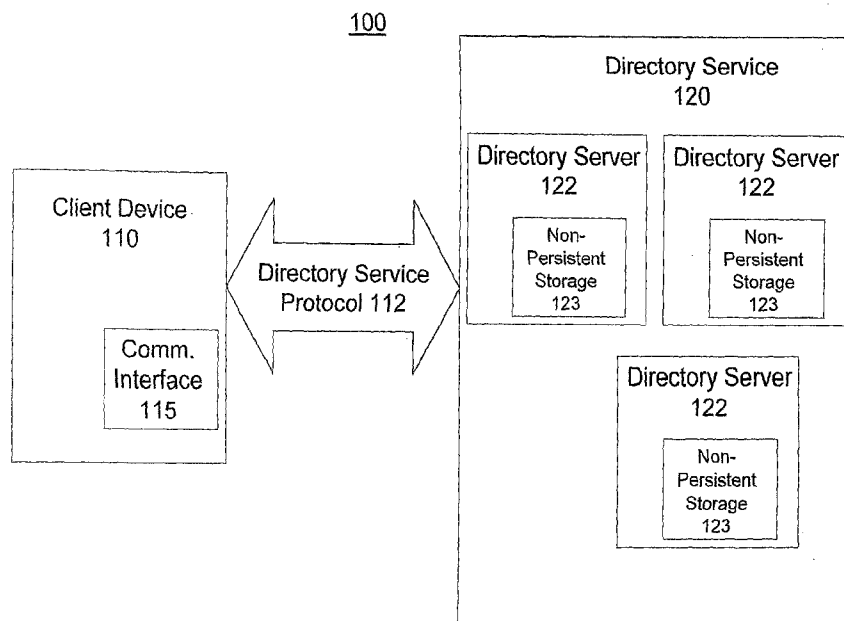 100
Directory Service
120
Directory Server
122
Non-
Persistent
Storage
123
Directory Server
122
Non-
Persistent
Storage
123
Client Device
110
Directory Service
Protocol 112
Comm.
Interface
115
Directory Server
122
Non-
Persistent
Storage
123